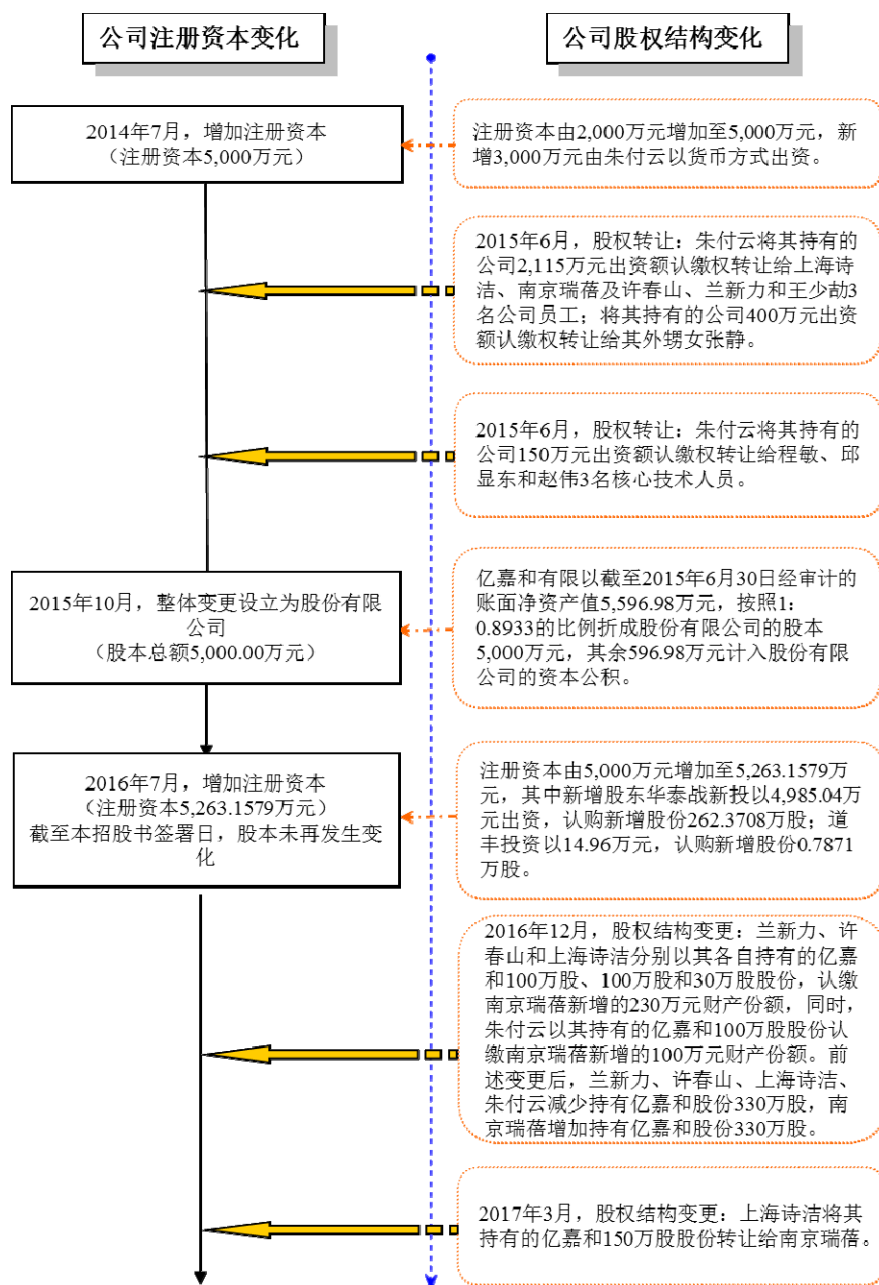 公司注册资本变化
公司股权结构变化
2014年7月，增加注册资本
（注册资本5,000万元）
注册资本由2,000万元增加至5,000万元，新
增3,000万元由朱付云以货币方式出资。
2015年6月，股权转让：朱付云将其持有的
公司2,115万元出资额认缴权转让给上海诗
洁、南京瑞蓓及许春山、兰新力和王少劼3
名公司员工；将其持有的公司400万元出资
额认缴权转让给其外甥女张静。
2015年6月，股权转让：朱付云将其持有的
公司150万元出资额认缴权转让给程敏、邱
显东和赵伟3名核心技术人员。
2015年10月，整体变更设立为股份有限
公司
（股本总额5,000.00万元）
亿嘉和有限以截至2015年6月30日经审计的
账面净资产值5,596.98万元，按照1：
0.8933的比例折成股份有限公司的股本
5,000万元，其余596.98万元计入股份有限
公司的资本公积。
2016年7月，增加注册资本
（注册资本5,263.1579万元）
截至本招股书签署日，股本未再发生变
化
注册资本由5,000万元增加至5,263.1579万
元，其中新增股东华泰战新投以4,985.04万
元出资，认购新增股份262.3708万股；道
丰投资以14.96万元，认购新增股份0.7871
万股。
2016年12月，股权结构变更：兰新力、许
春山和上海诗洁分别以其各自持有的亿嘉
和100万股、100万股和30万股股份，认缴
南京瑞蓓新增的230万元财产份额，同时，
朱付云以其持有的亿嘉和100万股股份认
缴南京瑞蓓新增的100万元财产份额。前
述变更后，兰新力、许春山、上海诗洁、
朱付云减少持有亿嘉和股份330万股，南
京瑞蓓增加持有亿嘉和股份330万股。
2017年3月，股权结构变更：上海诗洁将其
持有的亿嘉和150万股股份转让给南京瑞蓓。